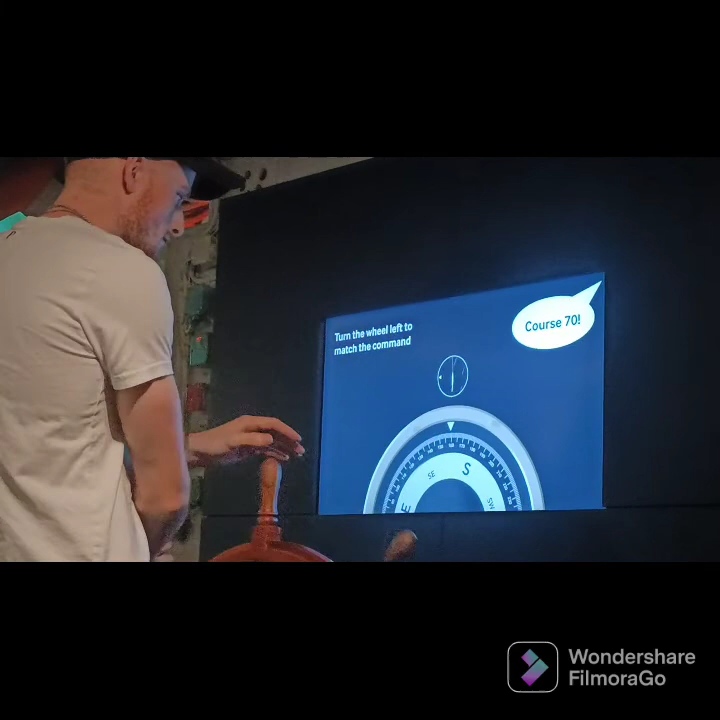 Turn the wheel left to
match the command
Course 70!
S
SE
SW
E
Wondershare
FilmoraGo